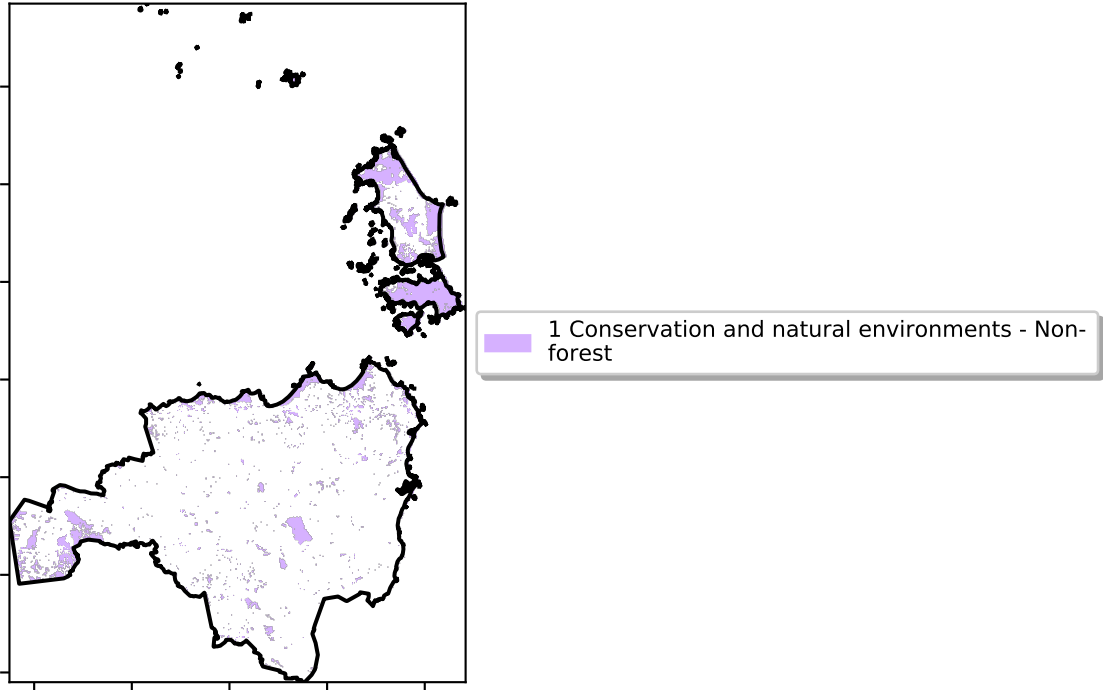 1 Conservation and natural environments - Non-
forest